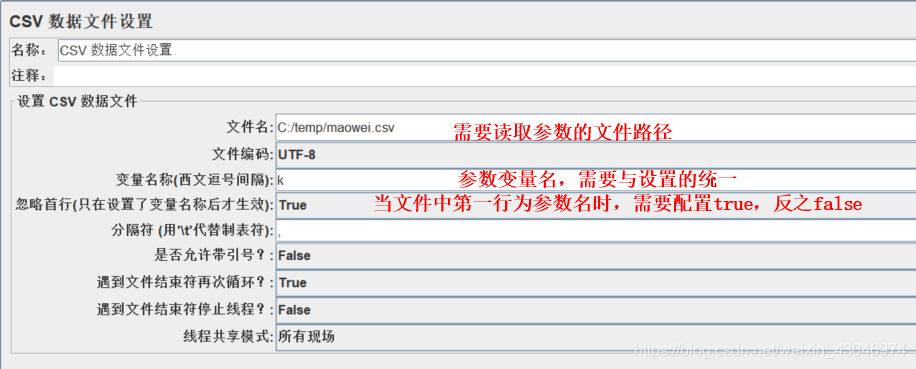 CSV 数据文件设置
名称： CSV 数据文件设置
注释：
设置 CSV 数据文件
文件名: C:/temp/maowei.csv 需要读取参数的文件路径
文件编码: UTF-8
变量名称(西文逗号间隔): k 参数变量名，需要与设置的统一
忽略首行(只在设置了变量名称后才生效): True 当文件中第一行为参数名时，需要配置true，反之false
分隔符 (用'\t'代替制表符): ,
是否允许带引号？: False
遇到文件结束符再次循环？: True
遇到文件结束符停止线程？: False
线程共享模式: 所有现场
https://blog.csdn.net/weixin_43046974